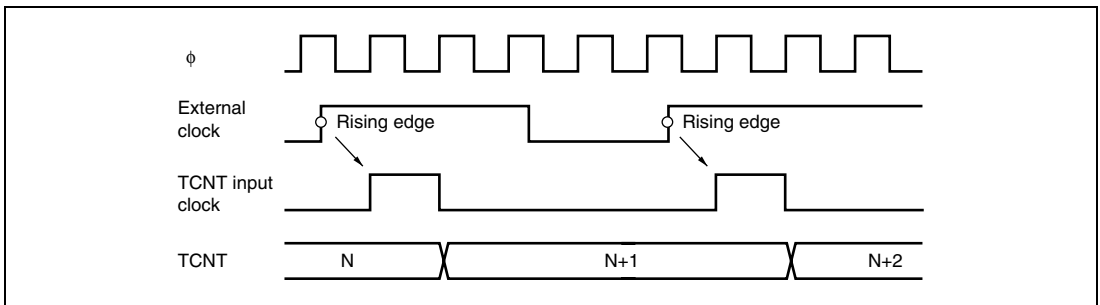 ϕ
External
clock
Rising edge
Rising edge
TCNT input
clock
TCNT
N
N+1
N+2